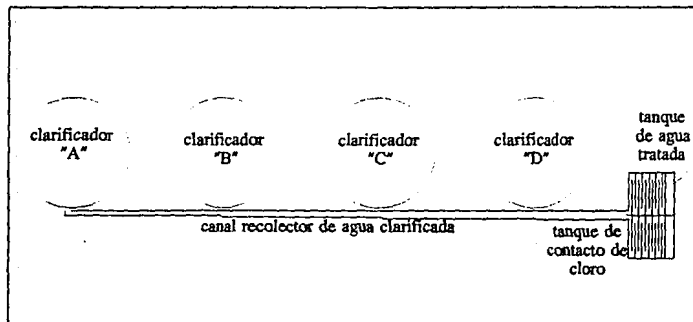 clarificador
"A"
clarificador
"B"
clarificador
"C"
clarificador
"D"
tanque
de agua
tratada
canal recolector de agua clarificada
tanque de
contacto de
cloro